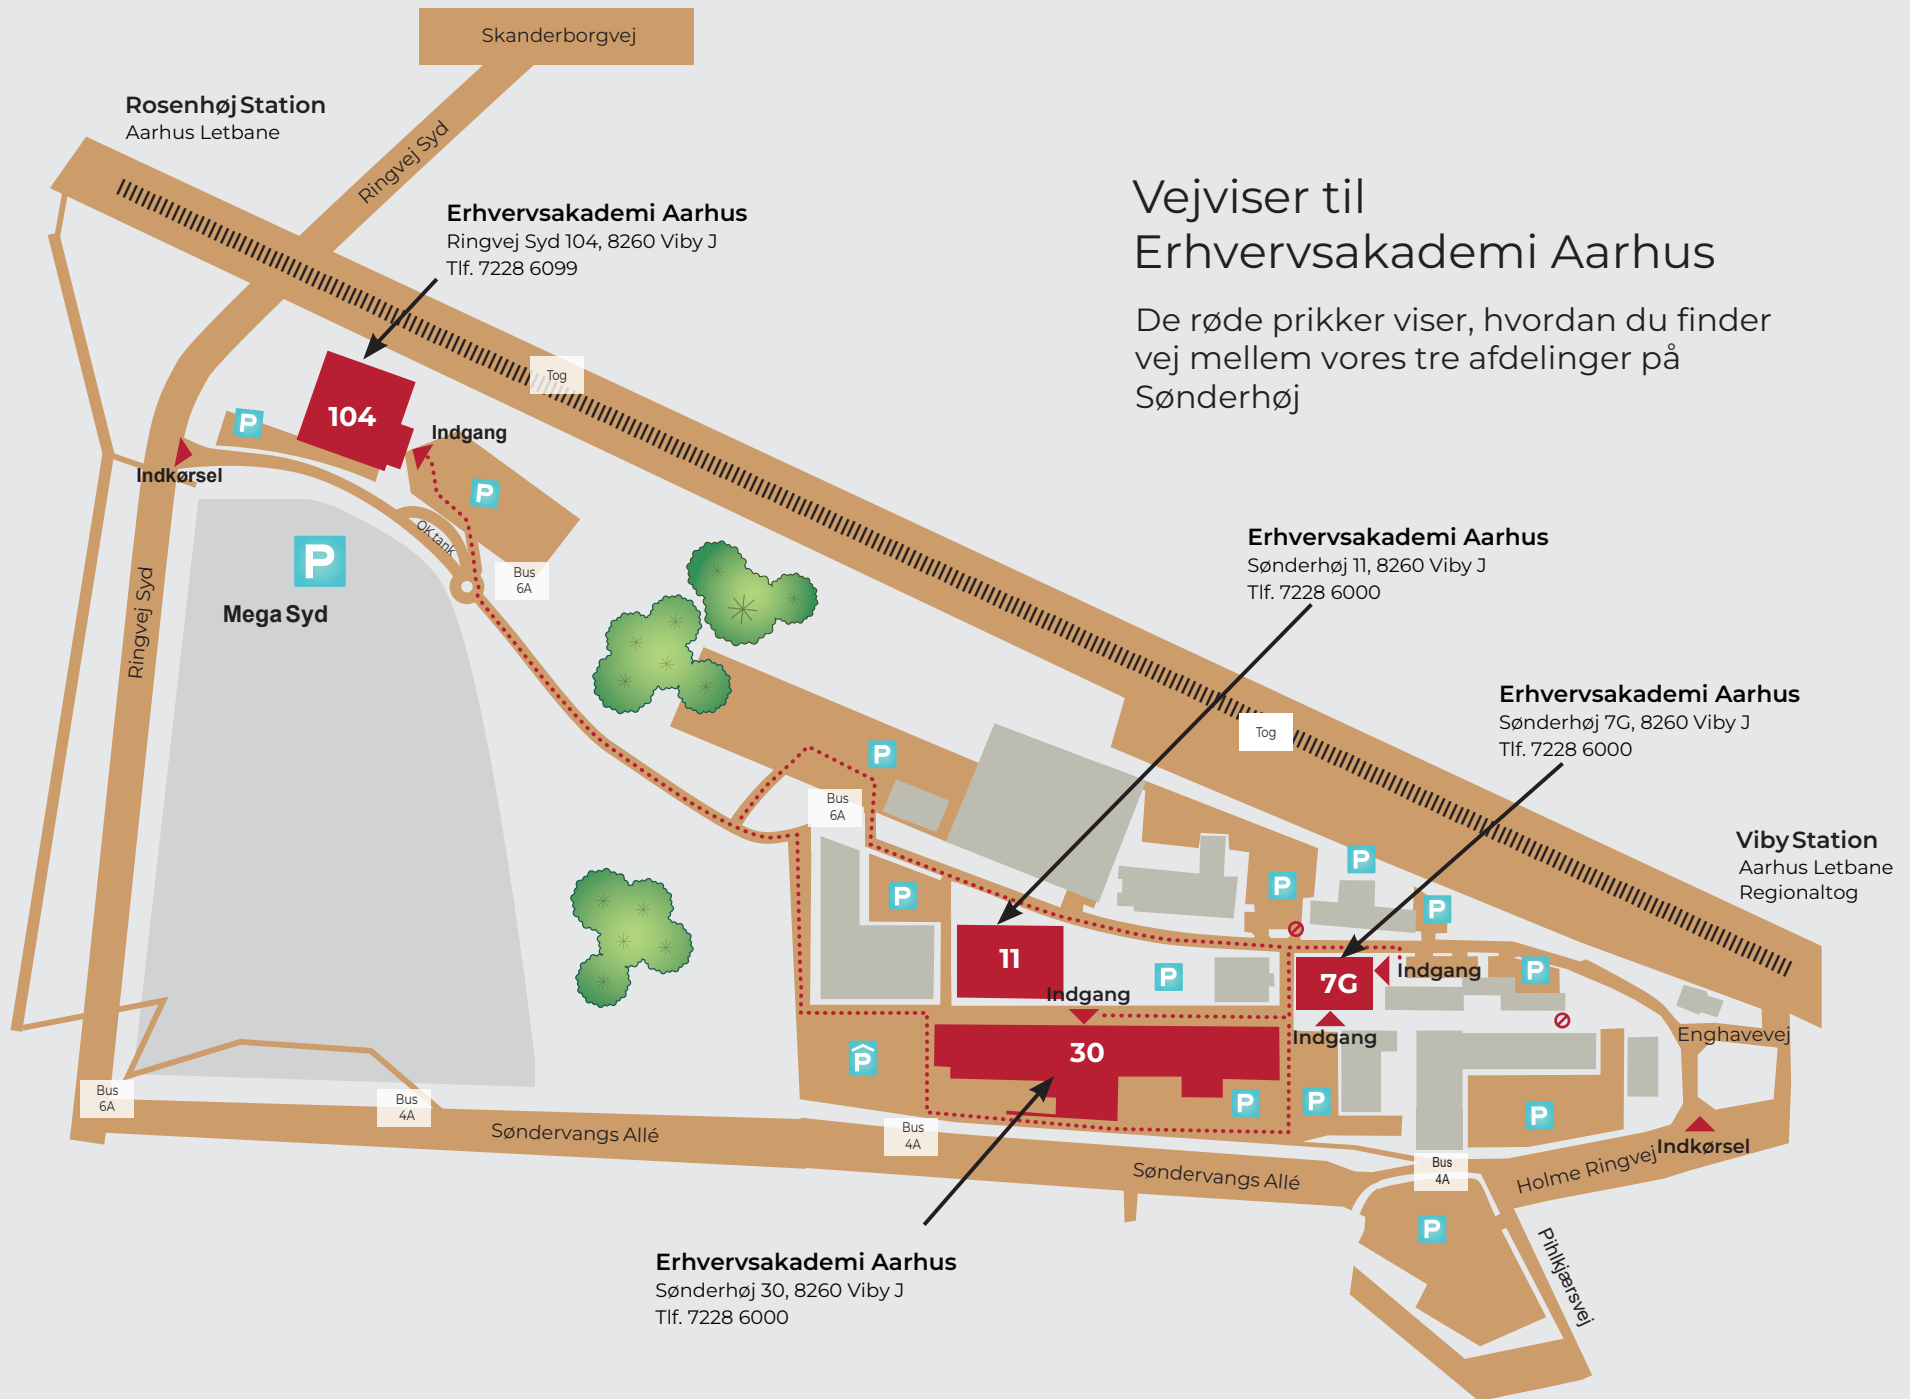 Skanderborgvej
Rosenhøj Station
Aarhus Letbane
Ringvej Syd
Erhvervsakademi Aarhus
Ringvej Syd 104, 8260 Viby J
Tlf. 7228 6099
Vejviser til
Erhvervsakademi Aarhus
De røde prikker viser, hvordan du finder
vej mellem vores tre afdelinger på
Sønderhøj
Tog
104
P
Indgang
Indkørsel
P
OK tank
P
Mega Syd
Bus
6A
Ringvej Syd
Erhvervsakademi Aarhus
Sønderhøj 11, 8260 Viby J
Tlf. 7228 6000
Erhvervsakademi Aarhus
Sønderhøj 7G, 8260 Viby J
Tlf. 7228 6000
Tog
P
Bus
6A
Viby Station
Aarhus Letbane
Regionaltog
P
P
P
P
11
P
7G
Indgang
P
Indgang
Indgang
30
P
Enghavevej
P
P
P
Bus
6A
Bus
4A
Søndervangs Allé
Bus
4A
Indkørsel
Søndervangs Allé
Bus
4A
Holme Ringvej
P
Pihlkjærsvej
Erhvervsakademi Aarhus
Sønderhøj 30, 8260 Viby J
Tlf. 7228 6000